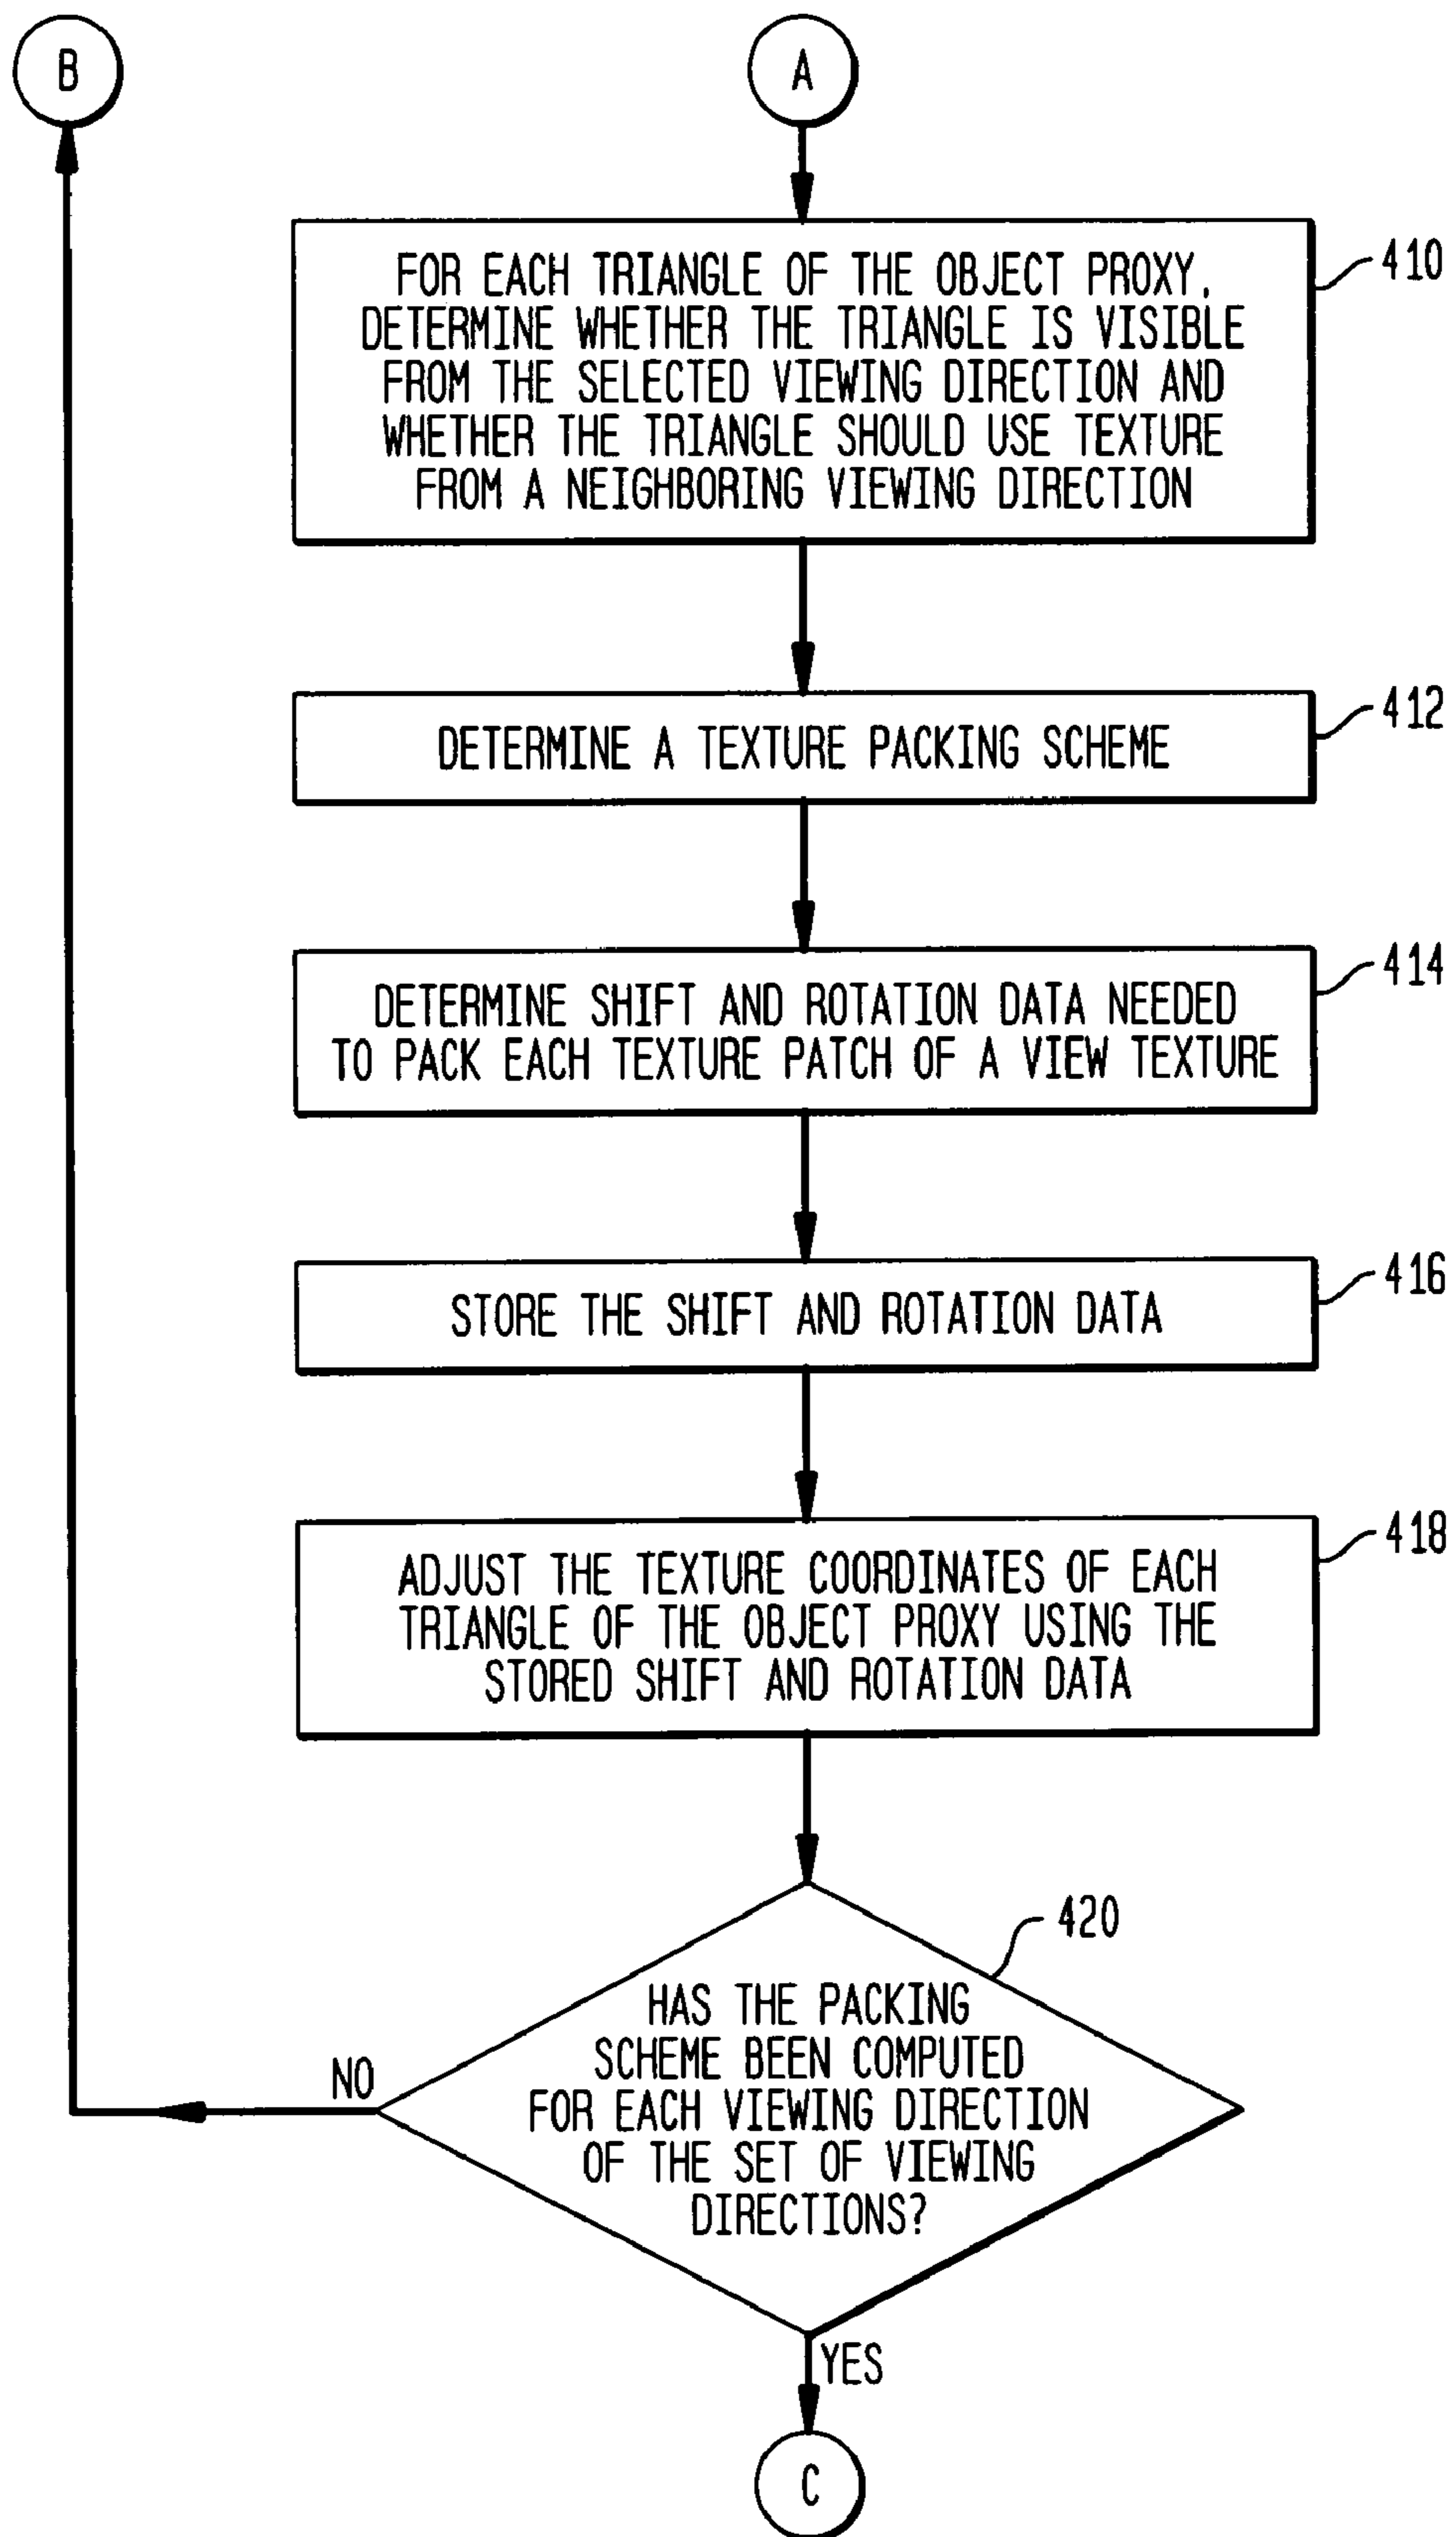 B
A
FOR EACH TRIANGLE OF THE OBJECT PROXY,
DETERMINE WHETHER THE TRIANGLE IS VISIBLE
FROM THE SELECTED VIEWING DIRECTION AND
WHETHER THE TRIANGLE SHOULD USE TEXTURE
FROM A NEIGHBORING VIEWING DIRECTION
410
DETERMINE A TEXTURE PACKING SCHEME
412
DETERMINE SHIFT AND ROTATION DATA NEEDED
TO PACK EACH TEXTURE PATCH OF A VIEW TEXTURE
414
STORE THE SHIFT AND ROTATION DATA
416
ADJUST THE TEXTURE COORDINATES OF EACH
TRIANGLE OF THE OBJECT PROXY USING THE
STORED SHIFT AND ROTATION DATA
418
420
HAS THE PACKING
SCHEME BEEN COMPUTED
FOR EACH VIEWING DIRECTION
OF THE SET OF VIEWING
DIRECTIONS?
NO
YES
C